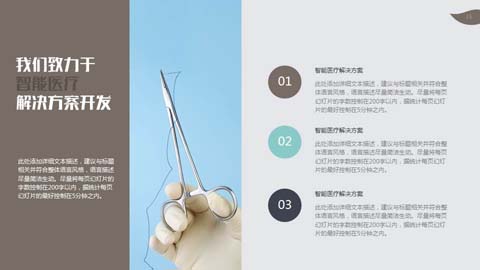 我们致力于
智能医疗
解决方案开发
此处添加详细文本描述，建议与标题
相关并符合整体语言风格，语言描述
尽量简洁生动。尽量将每页幻灯片的
字数控制在200字以内，据统计每页
幻灯片的最好控制在5分钟之内。
01
智能医疗解决方案
此处添加详细文本描述，建议与标题相关并符合整
体语言风格，语言描述尽量简洁生动。尽量将每页
幻灯片的字数控制在200字以内，据统计每页幻
灯片的最好控制在5分钟之内。
02
智能医疗解决方案
此处添加详细文本描述，建议与标题相关并符合整
体语言风格，语言描述尽量简洁生动。尽量将每页
幻灯片的字数控制在200字以内，据统计每页幻
灯片的最好控制在5分钟之内。
03
智能医疗解决方案
此处添加详细文本描述，建议与标题相关并符合整
体语言风格，语言描述尽量简洁生动。尽量将每页
幻灯片的字数控制在200字以内，据统计每页幻
灯片的最好控制在5分钟之内。